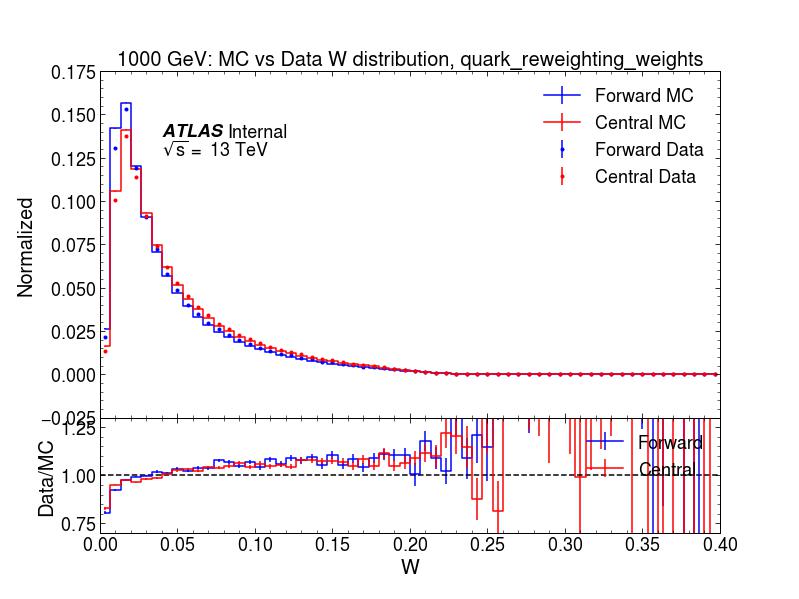 1000 GeV: MC vs Data W distribution, quark_reweighting_weights
0.175
0.150
0.125
0.100
0.075
0.050
0.025
0.000
−0.025
Normalized
ATLAS Internal
√s = 13 TeV
Forward MC
Central MC
Forward Data
Central Data
1.25
1.00
0.75
Data/MC
Forward
Central
0.00 0.05 0.10 0.15 0.20 0.25 0.30 0.35 0.40
W